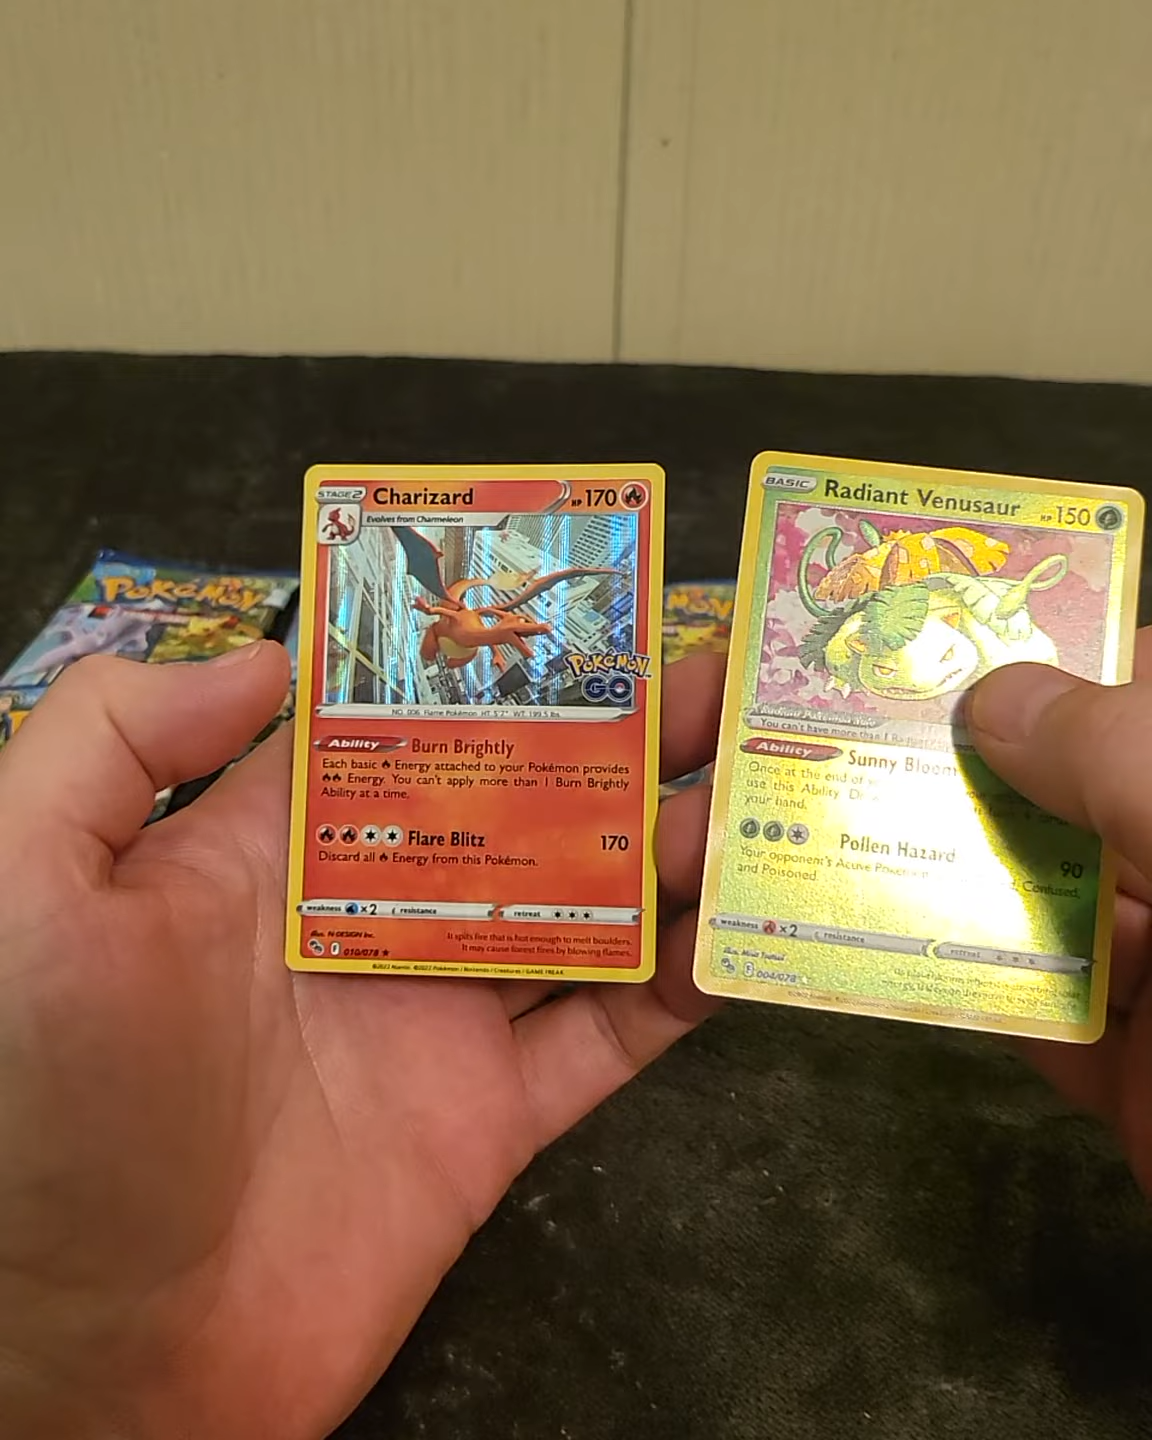 POKéMON
STAGE 2 Charizard HP 170
Evolves from Charmeleon
POKéMON
GO
NO. 006 Flame Pokémon HT. 5'7" WT. 199.5 lbs.
Ability Burn Brightly
Each basic Energy attached to your Pokémon provides
Energy. You can't apply more than 1 Burn Brightly
Ability at a time.
Flare Blitz 170
Discard all Energy from this Pokémon.
weakness ×2 resistance retreat
illus. N-DESIGN Inc.
F 010/078 ★
It spits fire that is hot enough to melt boulders.
It may cause forest fires by blowing flames.
©2022 Pokémon / Nintendo / Creatures / GAME FREAK
MON
BASIC Radiant Venusaur HP 150
Radiant Pokémon Rule
You can't have more than 1 Radiant
Ability Sunny Bloom
Once at the end of
use this Ability.
your hand.
Pollen Hazard 90
Your opponent's Active Confused,
and Poisoned.
weakness ×2 resistance retreat
F 004/078